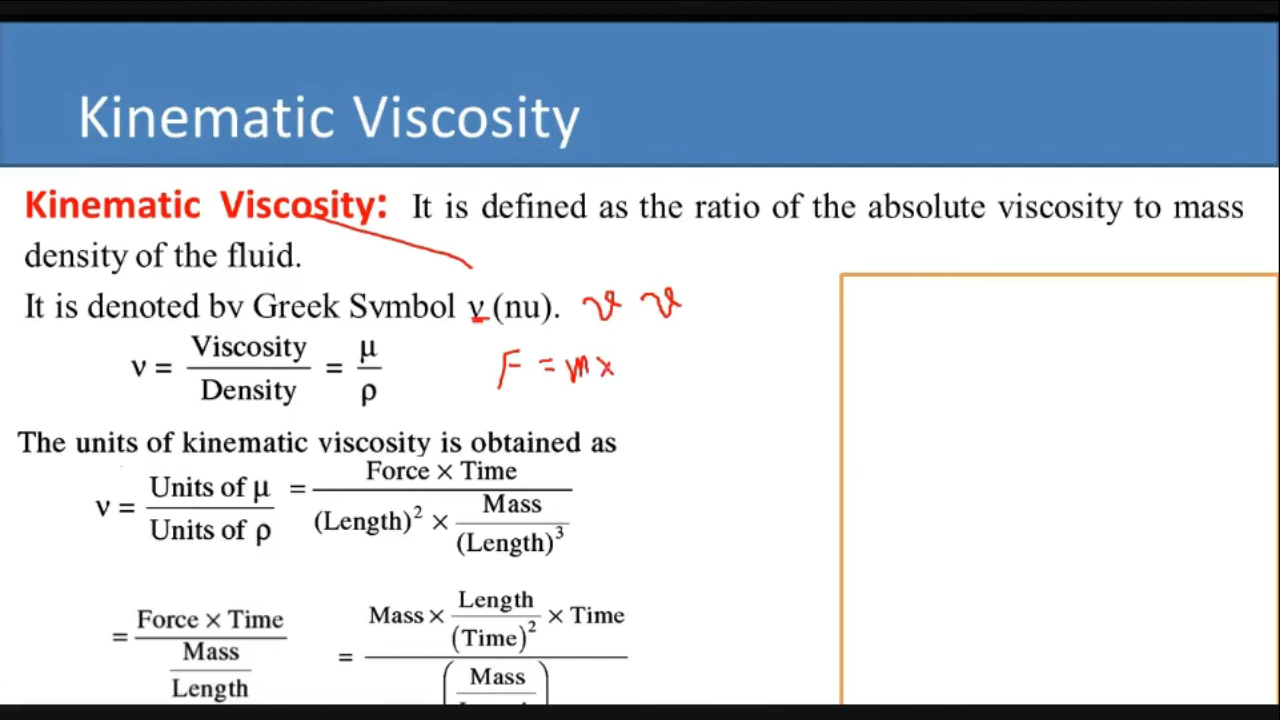 Kinematic Viscosity
Kinematic Viscosity: It is defined as the ratio of the absolute viscosity to mass
density of the fluid.
It is denoted by Greek Symbol ν (nu). ϑ ϑ
ν = Viscosity / Density = μ / ρ
F = m x
The units of kinematic viscosity is obtained as
ν = Units of μ / Units of ρ = Force × Time / (Length)² × Mass / (Length)³
= Force × Time / Mass / Length = Mass × Length / (Time)² × Time / ( Mass )